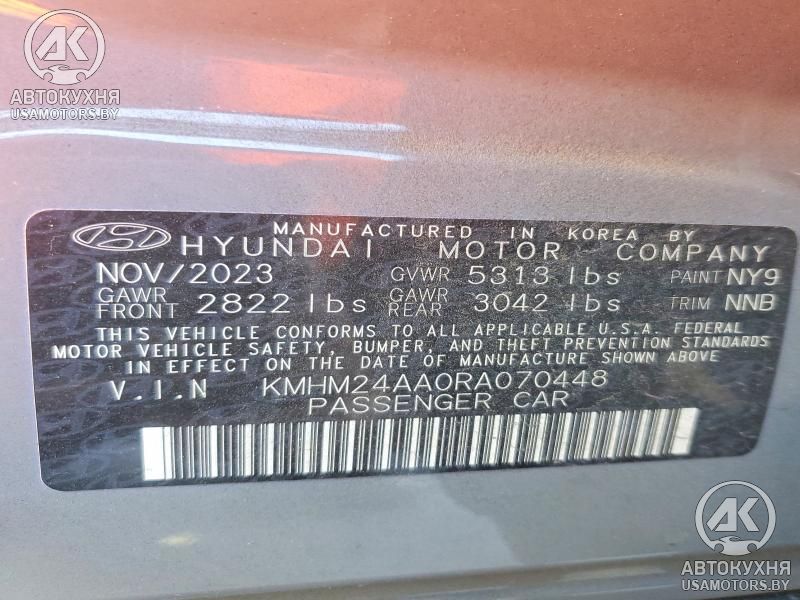 AK
АВТОКУХНЯ
USAMOTORS.BY
MANUFACTURED IN KOREA BY
HYUNDAI MOTOR COMPANY
NOV/2023 GVWR 5313 lbs PAINT NY9
GAWR FRONT 2822 lbs GAWR REAR 3042 lbs TRIM NNB
THIS VEHICLE CONFORMS TO ALL APPLICABLE U.S.A. FEDERAL
MOTOR VEHICLE SAFETY, BUMPER, AND THEFT PREVENTION STANDARDS
IN EFFECT ON THE DATE OF MANUFACTURE SHOWN ABOVE
V.I.N KMHM24AA0RA070448
PASSENGER CAR
AK
АВТОКУХНЯ
USAMOTORS.BY